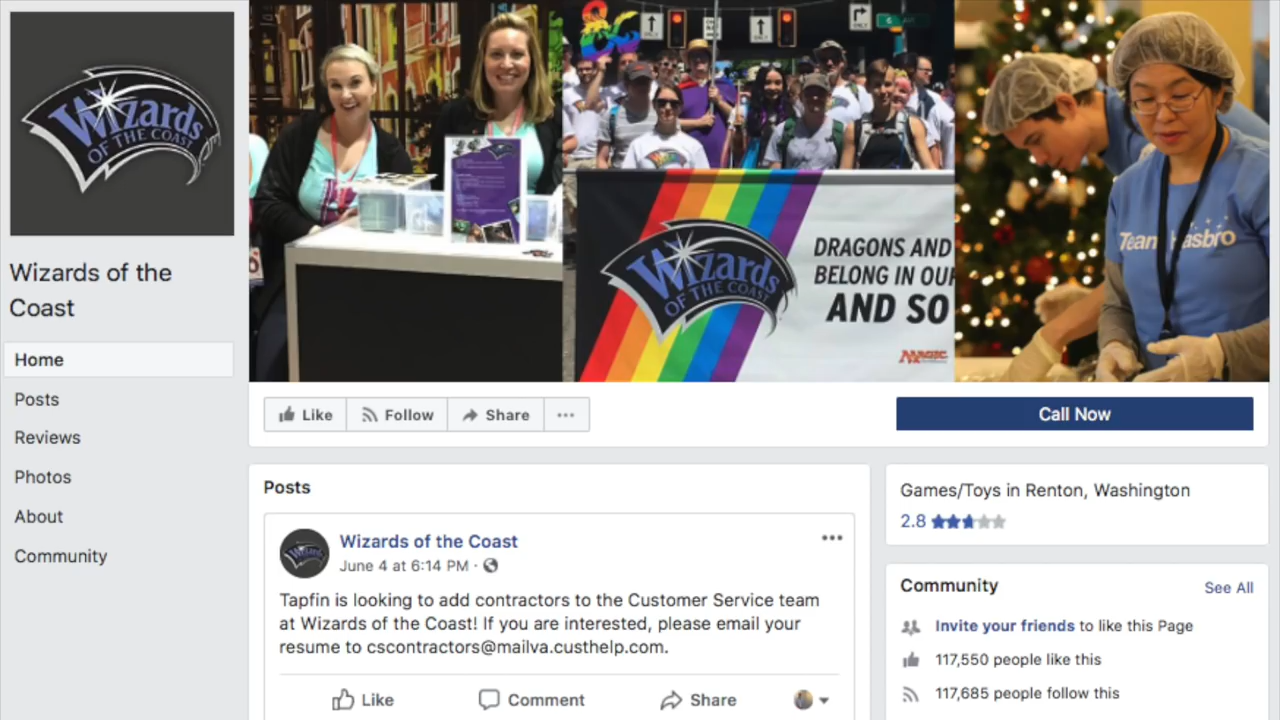 Wizards
OF THE COAST
Wizards of the
Coast
Home
Posts
Reviews
Photos
About
Community
ONLY
ONLY
6
Wizards
OF THE COAST
DRAGONS AND
BELONG IN OUR
AND SO
MAGIC
Team Hasbro
Like
Follow
Share
Call Now
Posts
Wizards of the Coast
June 4 at 6:14 PM ·
Tapfin is looking to add contractors to the Customer Service team
at Wizards of the Coast! If you are interested, please email your
resume to cscontractors@mailva.custhelp.com.
Like
Comment
Share
Games/Toys in Renton, Washington
2.8
Community
See All
Invite your friends to like this Page
117,550 people like this
117,685 people follow this